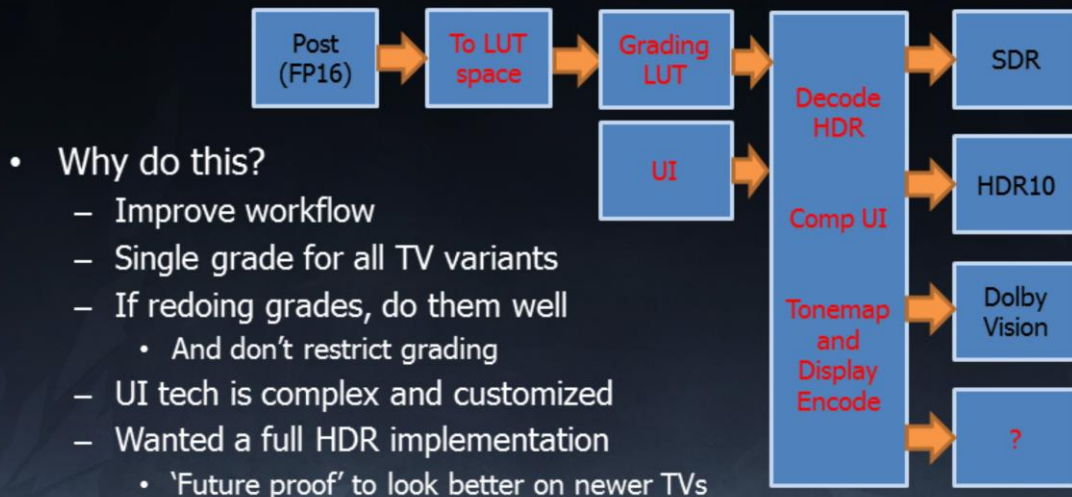 Post
(FP16)
To LUT
space
Grading
LUT
UI
Decode
HDR
Comp UI
Tonemap
and
Display
Encode
SDR
HDR10
Dolby
Vision
?
• Why do this?
– Improve workflow
– Single grade for all TV variants
– If redoing grades, do them well
• And don't restrict grading
– UI tech is complex and customized
– Wanted a full HDR implementation
• 'Future proof' to look better on newer TVs